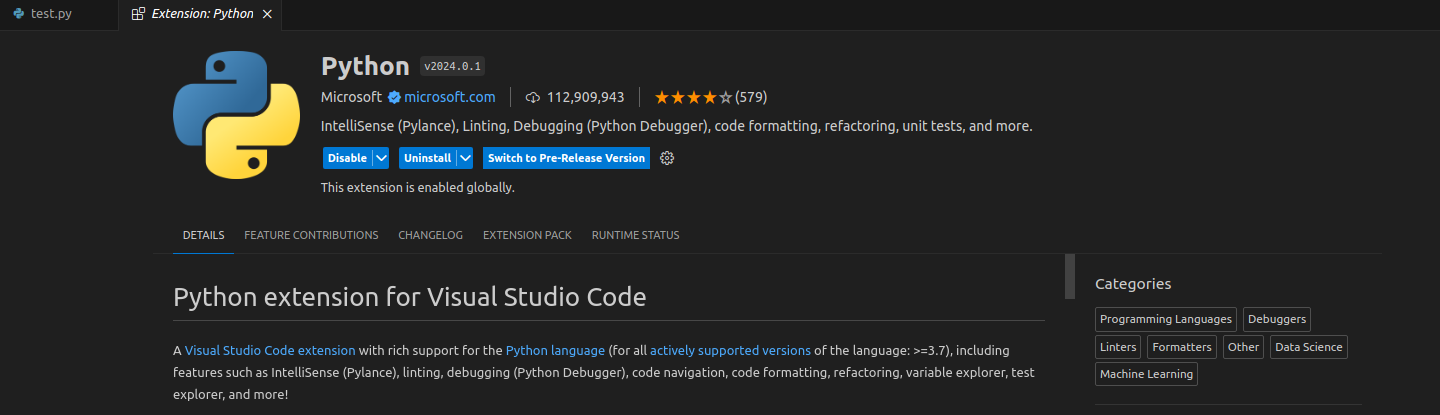 test.py
Extension: Python
Python v2024.0.1
Microsoft microsoft.com 112,909,943 (579)
IntelliSense (Pylance), Linting, Debugging (Python Debugger), code formatting, refactoring, unit tests, and more.
Disable Uninstall Switch to Pre-Release Version
This extension is enabled globally.
DETAILS FEATURE CONTRIBUTIONS CHANGELOG EXTENSION PACK RUNTIME STATUS
Python extension for Visual Studio Code
A Visual Studio Code extension with rich support for the Python language (for all actively supported versions of the language: >=3.7), including
features such as IntelliSense (Pylance), linting, debugging (Python Debugger), code navigation, code formatting, refactoring, variable explorer, test
explorer, and more!
Categories
Programming Languages Debuggers
Linters Formatters Other Data Science
Machine Learning